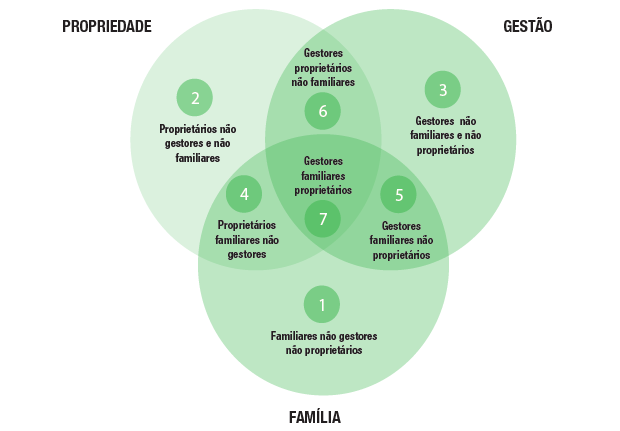 PROPRIEDADE
GESTÃO
Gestores
proprietários
não familiares
6
2
Proprietários não
gestores e não
familiares
3
Gestores não
familiares e não
proprietários
Gestores
familiares
proprietários
7
4
Proprietários
familiares não
gestores
5
Gestores
familiares não
proprietários
1
Familiares não gestores
não proprietários
FAMÍLIA